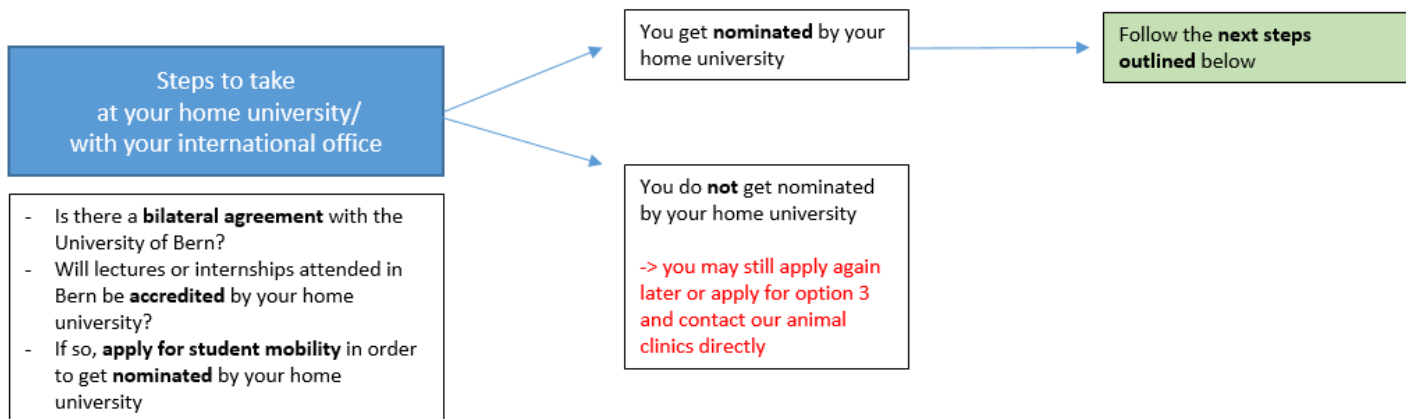 Steps to take
at your home university/
with your international office
- Is there a bilateral agreement with the
University of Bern?
- Will lectures or internships attended in
Bern be accredited by your home
university?
- If so, apply for student mobility in order
to get nominated by your home
university
You get nominated by your
home university
You do not get nominated
by your home university
-> you may still apply again
later or apply for option 3
and contact our animal
clinics directly
Follow the next steps
outlined below